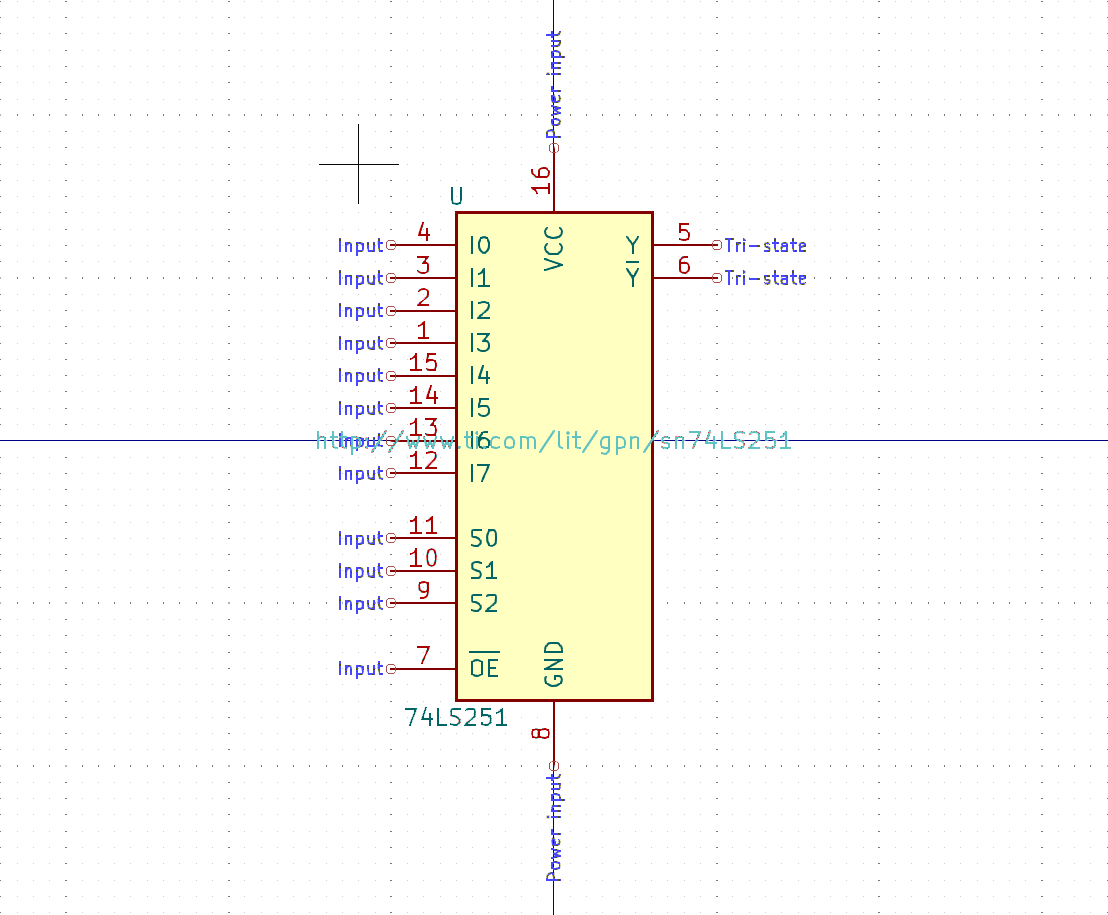 Power input
16
U
VCC
Input 4 I0 Y 5 Tri-state
Input 3 I1 Y 6 Tri-state
Input 2 I2
Input 1 I3
Input 15 I4
Input 14 I5
Input 13 I6
http://www.ti.com/lit/gpn/sn74LS251
Input 12 I7
Input 11 S0
Input 10 S1
Input 9 S2
Input 7 OE
GND
74LS251
8
Power input